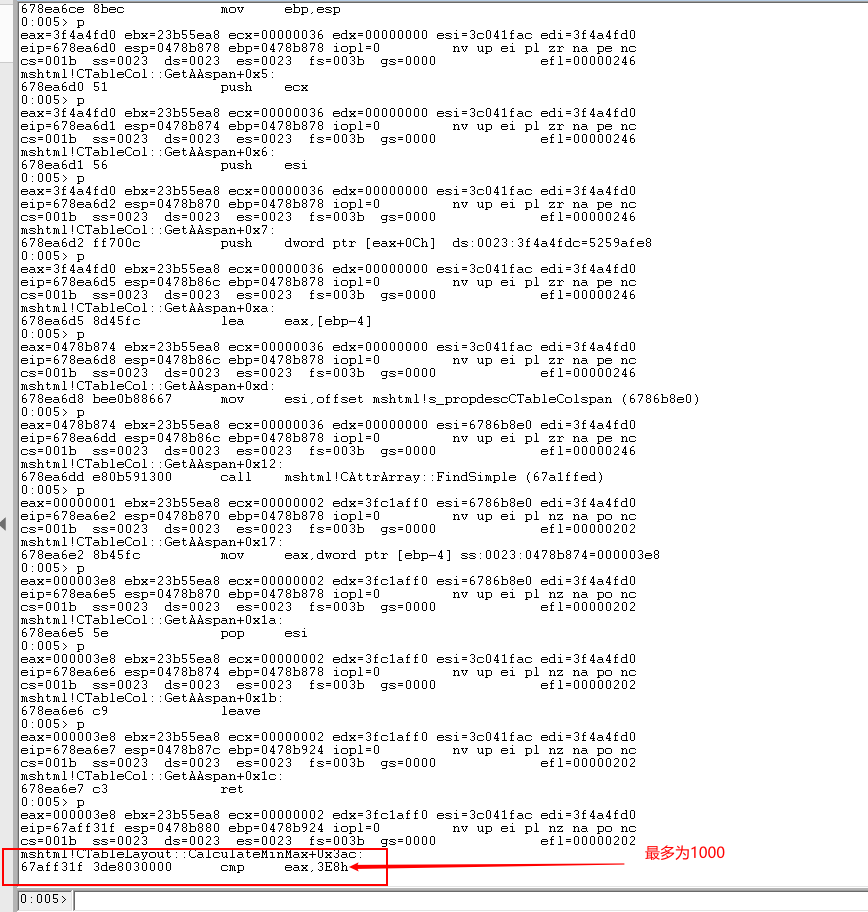 678ea6ce 8bec            mov     ebp,esp
0:005> p
eax=3f4a4fd0 ebx=23b55ea8 ecx=00000036 edx=00000000 esi=3c041fac edi=3f4a4fd0
eip=678ea6d0 esp=0478b878 ebp=0478b878 iopl=0         nv up ei pl zr na pe nc
cs=001b  ss=0023  ds=0023  es=0023  fs=003b  gs=0000             efl=00000246
mshtml!CTableCol::GetAAspan+0x5:
678ea6d0 51              push    ecx
0:005> p
eax=3f4a4fd0 ebx=23b55ea8 ecx=00000036 edx=00000000 esi=3c041fac edi=3f4a4fd0
eip=678ea6d1 esp=0478b874 ebp=0478b878 iopl=0         nv up ei pl zr na pe nc
cs=001b  ss=0023  ds=0023  es=0023  fs=003b  gs=0000             efl=00000246
mshtml!CTableCol::GetAAspan+0x6:
678ea6d1 56              push    esi
0:005> p
eax=3f4a4fd0 ebx=23b55ea8 ecx=00000036 edx=00000000 esi=3c041fac edi=3f4a4fd0
eip=678ea6d2 esp=0478b870 ebp=0478b878 iopl=0         nv up ei pl zr na pe nc
cs=001b  ss=0023  ds=0023  es=0023  fs=003b  gs=0000             efl=00000246
mshtml!CTableCol::GetAAspan+0x7:
678ea6d2 ff700c          push    dword ptr [eax+0Ch]  ds:0023:3f4a4fdc=5259afe8
0:005> p
eax=3f4a4fd0 ebx=23b55ea8 ecx=00000036 edx=00000000 esi=3c041fac edi=3f4a4fd0
eip=678ea6d5 esp=0478b86c ebp=0478b878 iopl=0         nv up ei pl zr na pe nc
cs=001b  ss=0023  ds=0023  es=0023  fs=003b  gs=0000             efl=00000246
mshtml!CTableCol::GetAAspan+0xa:
678ea6d5 8d45fc          lea     eax,[ebp-4]
0:005> p
eax=0478b874 ebx=23b55ea8 ecx=00000036 edx=00000000 esi=3c041fac edi=3f4a4fd0
eip=678ea6d8 esp=0478b86c ebp=0478b878 iopl=0         nv up ei pl zr na pe nc
cs=001b  ss=0023  ds=0023  es=0023  fs=003b  gs=0000             efl=00000246
mshtml!CTableCol::GetAAspan+0xd:
678ea6d8 bee0b88667      mov     esi,offset mshtml!s_propdescCTableColspan (6786b8e0)
0:005> p
eax=0478b874 ebx=23b55ea8 ecx=00000036 edx=00000000 esi=6786b8e0 edi=3f4a4fd0
eip=678ea6dd esp=0478b86c ebp=0478b878 iopl=0         nv up ei pl zr na pe nc
cs=001b  ss=0023  ds=0023  es=0023  fs=003b  gs=0000             efl=00000246
mshtml!CTableCol::GetAAspan+0x12:
678ea6dd e80b591300      call    mshtml!CAttrArray::FindSimple (67a1ffed)
0:005> p
eax=00000001 ebx=23b55ea8 ecx=00000002 edx=3fc1aff0 esi=6786b8e0 edi=3f4a4fd0
eip=678ea6e2 esp=0478b870 ebp=0478b878 iopl=0         nv up ei pl nz na po nc
cs=001b  ss=0023  ds=0023  es=0023  fs=003b  gs=0000             efl=00000202
mshtml!CTableCol::GetAAspan+0x17:
678ea6e2 8b45fc          mov     eax,dword ptr [ebp-4] ss:0023:0478b874=000003e8
0:005> p
eax=000003e8 ebx=23b55ea8 ecx=00000002 edx=3fc1aff0 esi=6786b8e0 edi=3f4a4fd0
eip=678ea6e5 esp=0478b870 ebp=0478b878 iopl=0         nv up ei pl nz na po nc
cs=001b  ss=0023  ds=0023  es=0023  fs=003b  gs=0000             efl=00000202
mshtml!CTableCol::GetAAspan+0x1a:
678ea6e5 5e              pop     esi
0:005> p
eax=000003e8 ebx=23b55ea8 ecx=00000002 edx=3fc1aff0 esi=3c041fac edi=3f4a4fd0
eip=678ea6e6 esp=0478b874 ebp=0478b878 iopl=0         nv up ei pl nz na po nc
cs=001b  ss=0023  ds=0023  es=0023  fs=003b  gs=0000             efl=00000202
mshtml!CTableCol::GetAAspan+0x1b:
678ea6e6 c9              leave
0:005> p
eax=000003e8 ebx=23b55ea8 ecx=00000002 edx=3fc1aff0 esi=3c041fac edi=3f4a4fd0
eip=678ea6e7 esp=0478b87c ebp=0478b924 iopl=0         nv up ei pl nz na po nc
cs=001b  ss=0023  ds=0023  es=0023  fs=003b  gs=0000             efl=00000202
mshtml!CTableCol::GetAAspan+0x1c:
678ea6e7 c3              ret
0:005> p
eax=000003e8 ebx=23b55ea8 ecx=00000002 edx=3fc1aff0 esi=3c041fac edi=3f4a4fd0
eip=67aff31f esp=0478b880 ebp=0478b924 iopl=0         nv up ei pl nz na po nc
cs=001b  ss=0023  ds=0023  es=0023  fs=003b  gs=0000             efl=00000202
mshtml!CTableLayout::CalculateMinMax+0x3ac:
67aff31f 3de8030000      cmp     eax,3E8h
最多为1000
0:005>